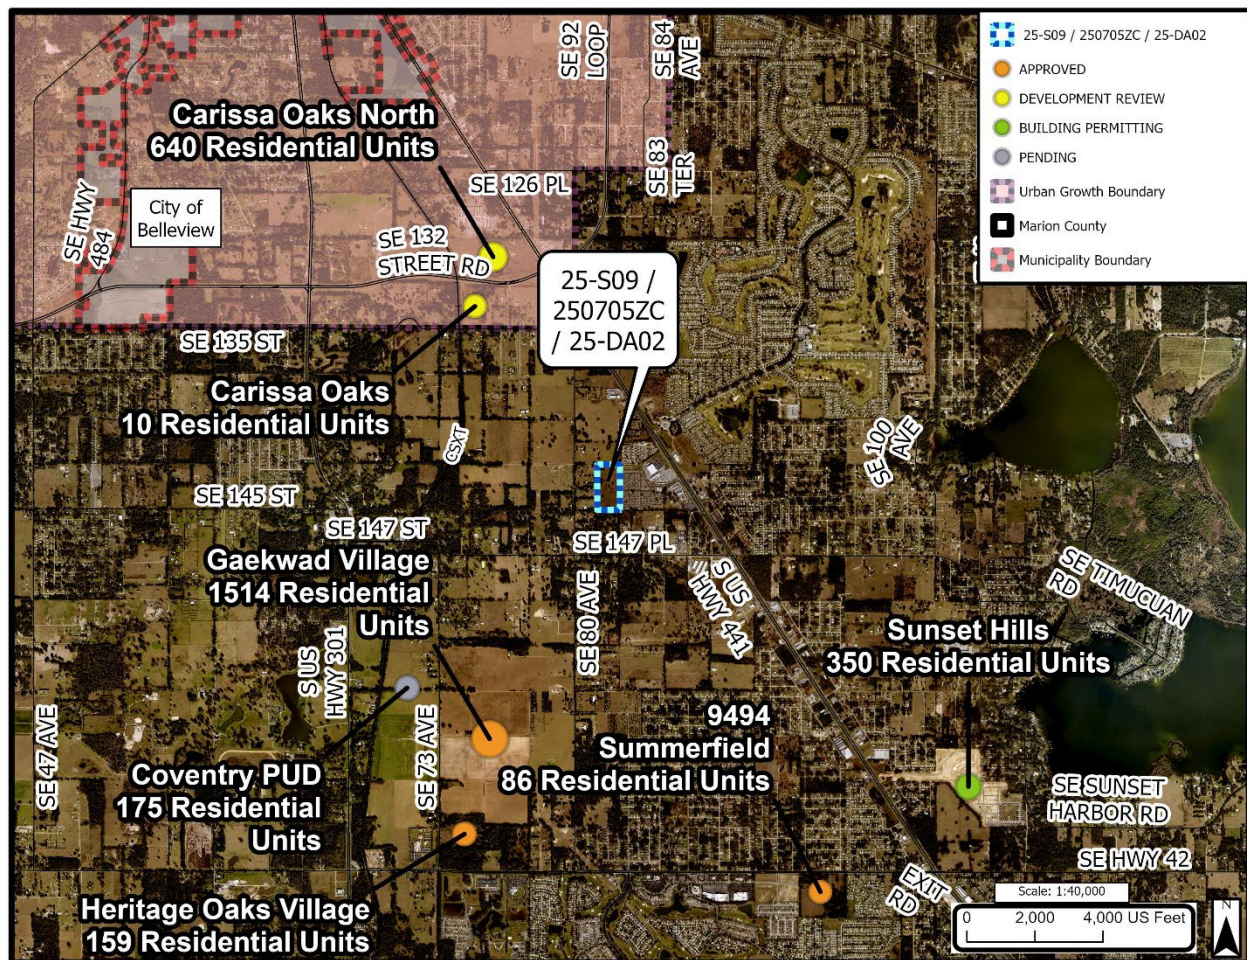 SE 92
LOOP
SE 84
AVE
25-S09 / 250705ZC / 25-DA02
APPROVED
DEVELOPMENT REVIEW
BUILDING PERMITTING
PENDING
Urban Growth Boundary
Marion County
Municipality Boundary
Carissa Oaks North
640 Residential Units
SE 83
TER
SE 126 PL
City of
Belleview
SE HWY
484
SE 132
STREET RD
25-S09 /
250705ZC
/ 25-DA02
SE 135 ST
Carissa Oaks
10 Residential Units
CSXT
SE 100
AVE
SE 145 ST
SE 147 ST
SE 147 PL
Gaekwad Village
1514 Residential
Units
SE 80 AVE
S US
HWY 441
SE TIMUCUAN
RD
Sunset Hills
350 Residential Units
S US
HWY 301
SE 47 AVE
SE 73 AVE
9494
Summerfield
86 Residential Units
Coventry PUD
175 Residential
Units
SE SUNSET
HARBOR RD
SE HWY 42
EXIT
RD
Heritage Oaks Village
159 Residential Units
Scale: 1:40,000
0 2,000 4,000 US Feet
N